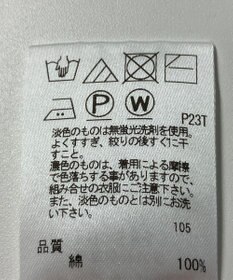 P
W
P23T
淡色のものは無蛍光洗剤を使用。
よくすすぎ、絞りの後すぐに干
すこと。
濃色のものは、着用による摩擦
で色落ちする事がありますので、
組み合せの衣服にご注意下さい。
また、淡色のものとは別にお洗
い下さい。
105
品質
綿 100%